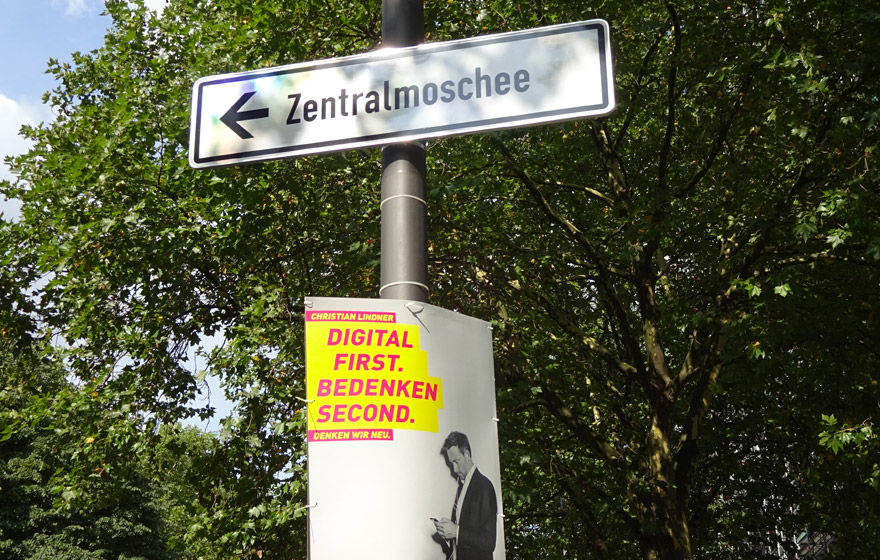 Zentralmoschee
CHRISTIAN LINDNER
DIGITAL
FIRST.
BEDENKEN
SECOND.
DENKEN WIR NEU.